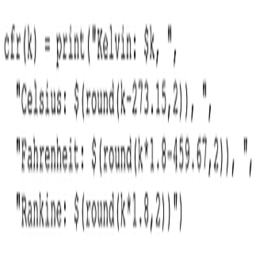 cfr(k) = print("Kelvin: $k, ",
"Celsius: $(round(k-273.15,2)), ",
"Fahrenheit: $(round(k*1.8-459.67,2)), ",
"Rankine: $(round(k*1.8,2))")